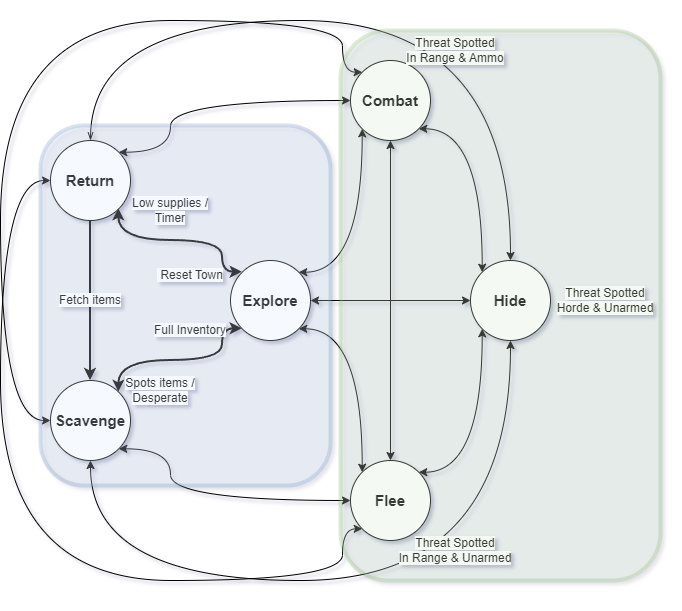 Threat Spotted
In Range & Ammo
Combat
Return
Low supplies /
Timer
Reset Town
Fetch items
Explore
Hide
Threat Spotted
Horde & Unarmed
Full Inventory
Spots items /
Desperate
Scavenge
Flee
Threat Spotted
In Range & Unarmed